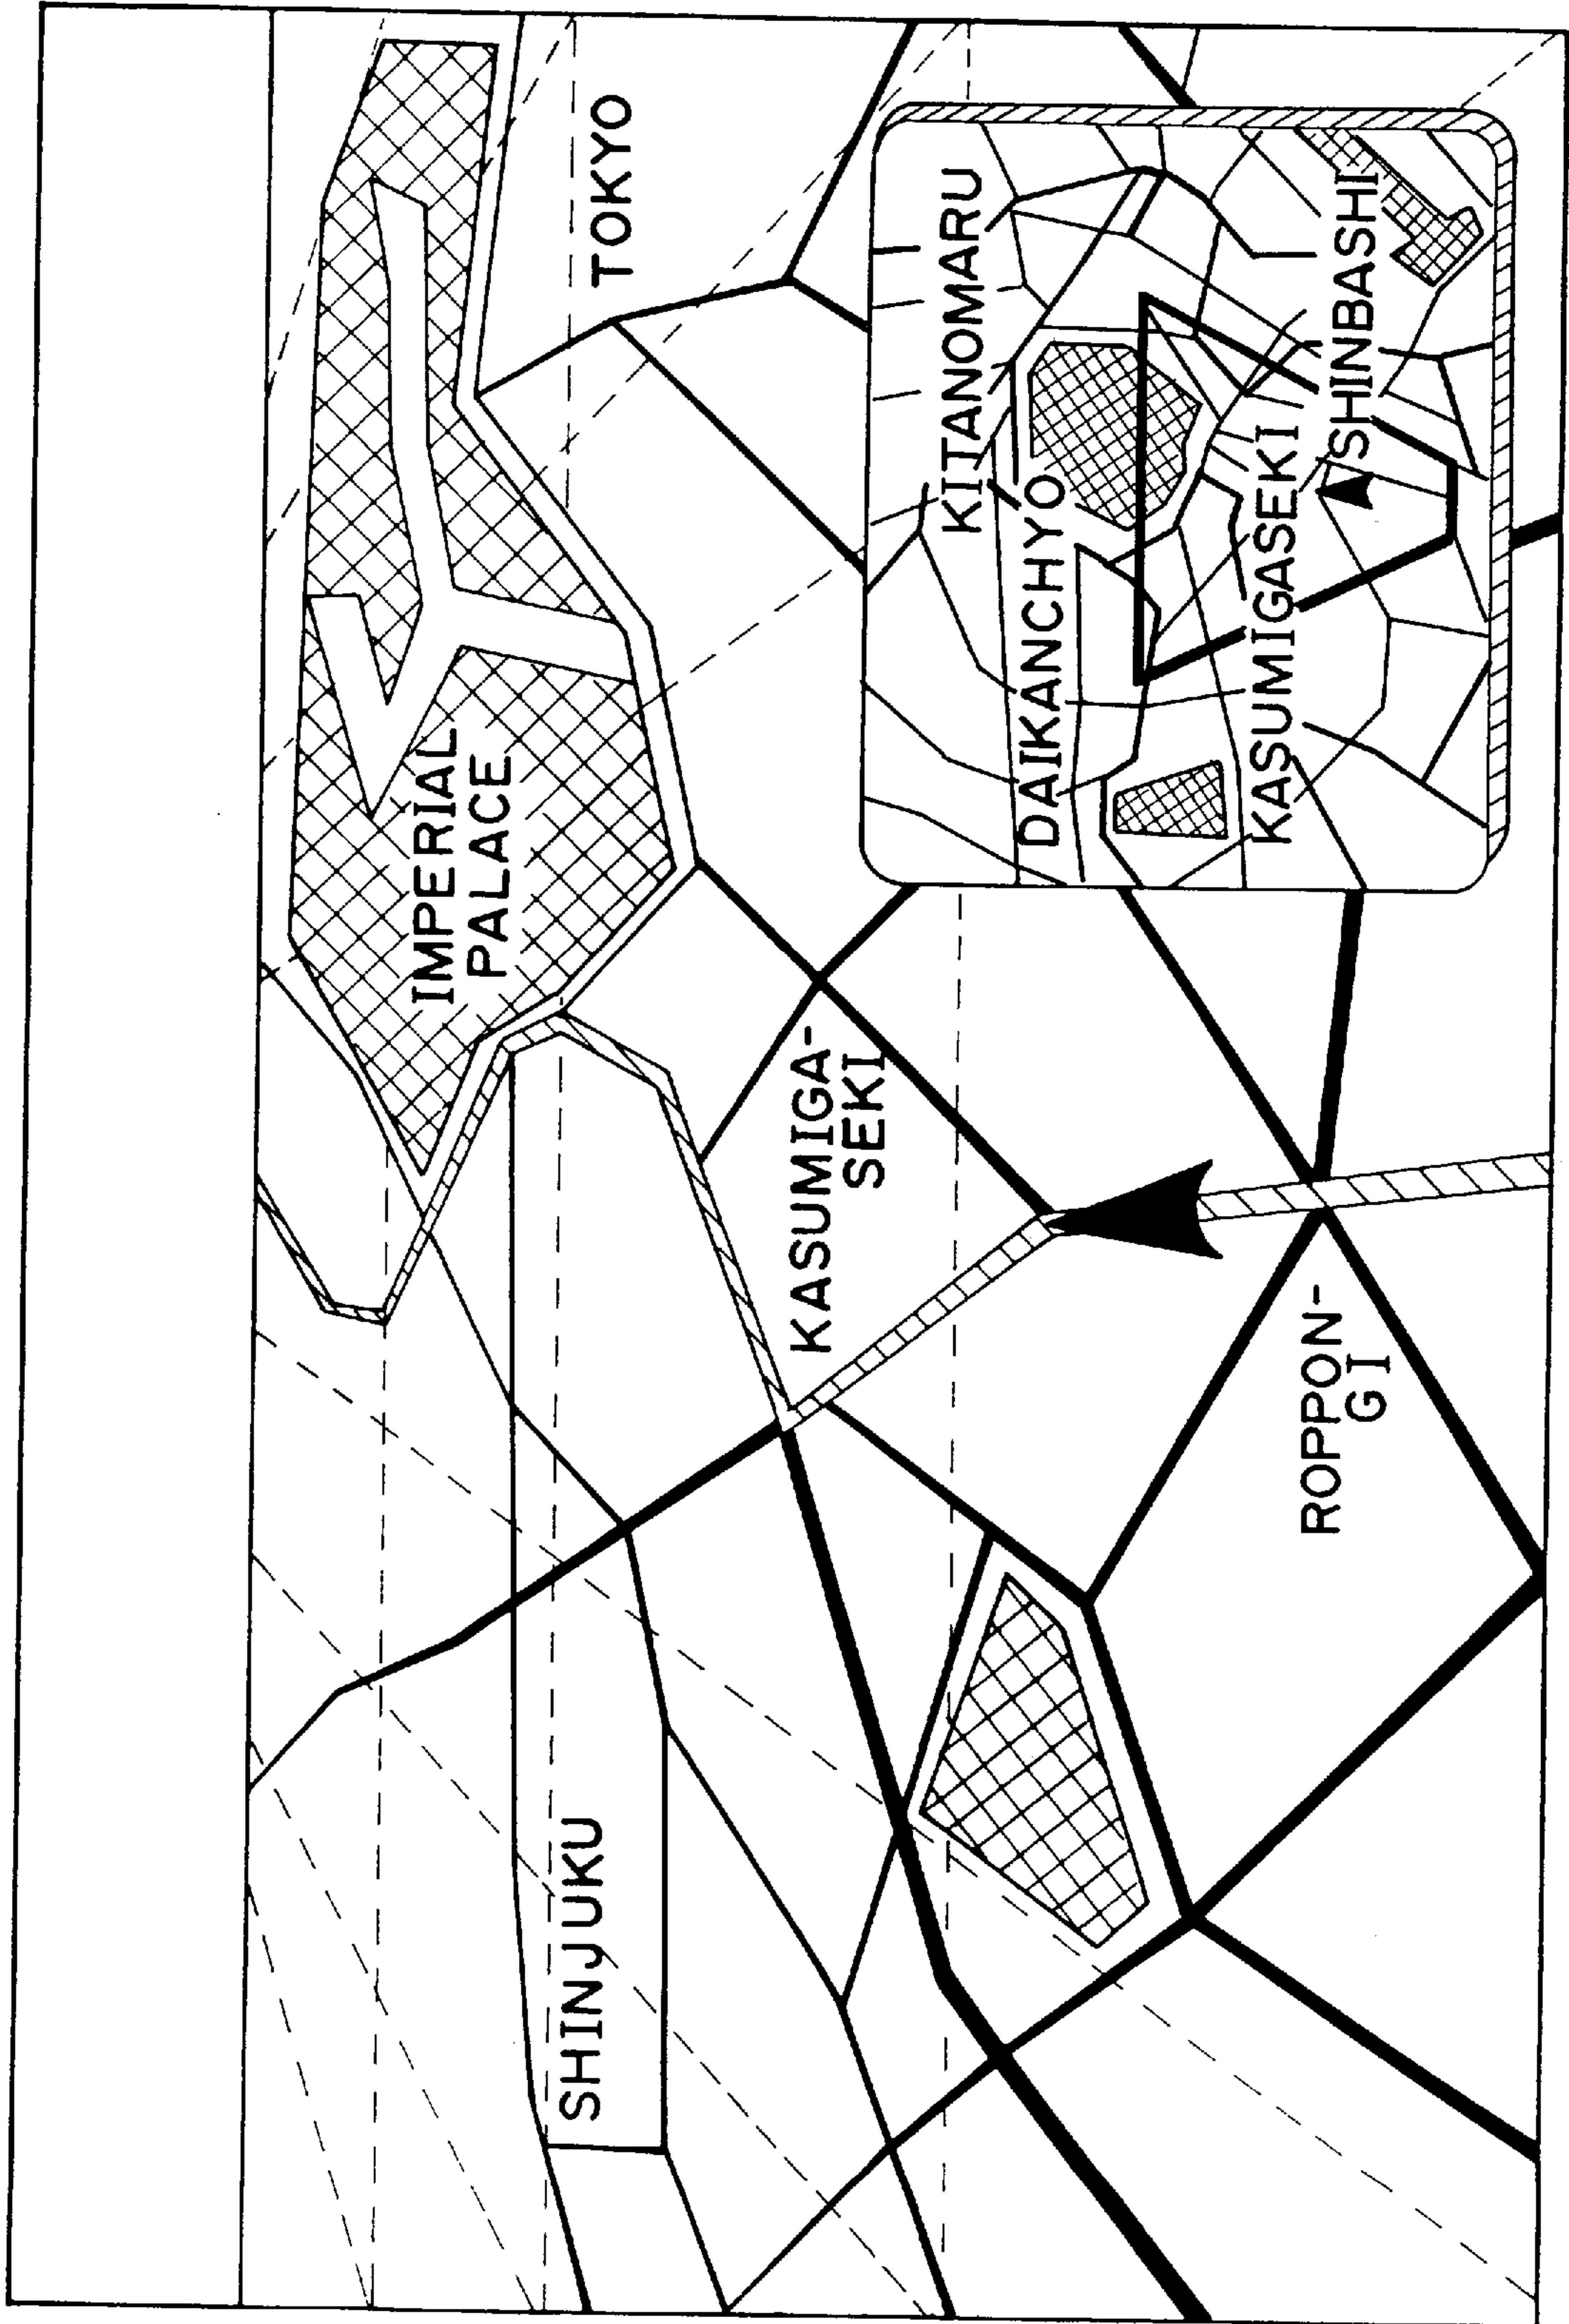 IMPERIAL
PALACE
TOKYO
SHINJUKU
KASUMIGA-
SEKI
ROPPON-
GI
KITANOMARU
DAIKANCHYO
KASUMIGASEKI
SHINBASHI